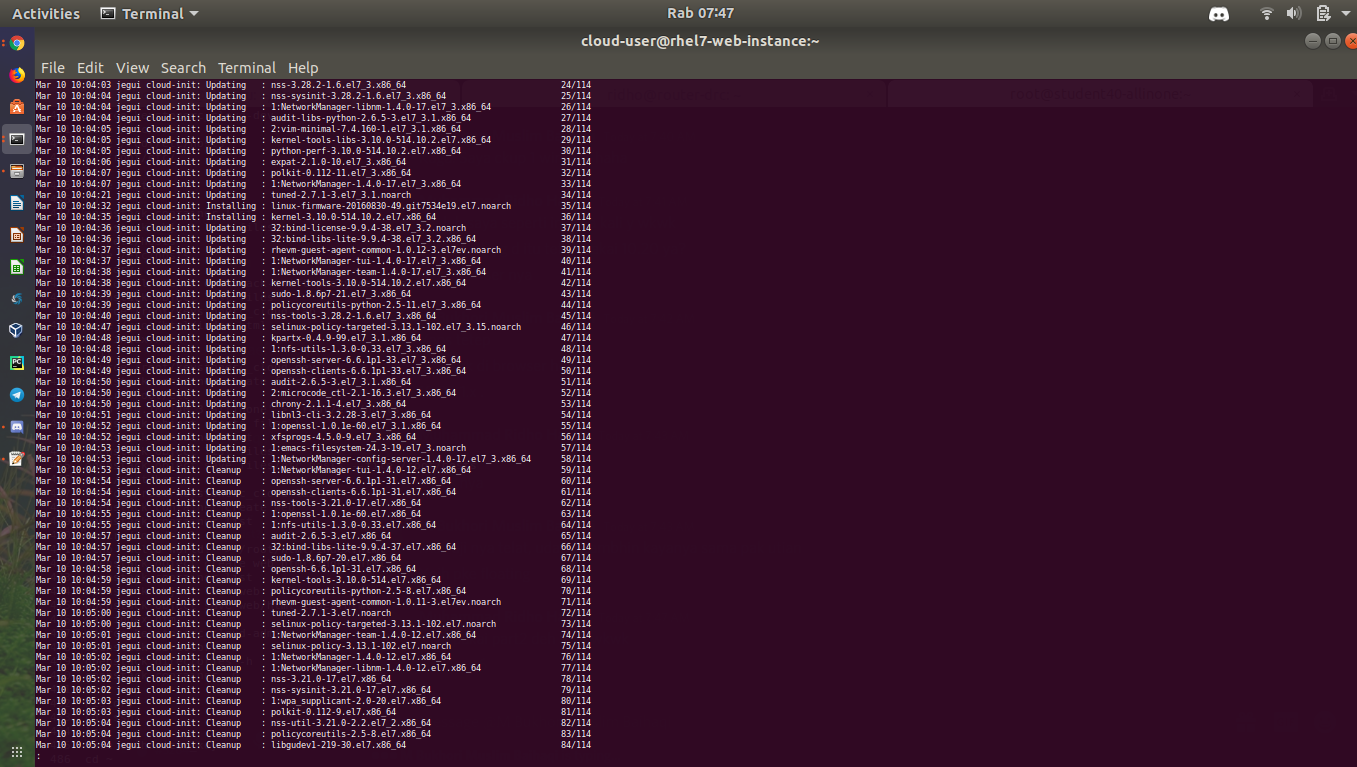 Activities Terminal Rab 07:47
cloud-user@rhel7-web-instance:~
File Edit View Search Terminal Help
Mar 10 10:04:03 jegui cloud-init: Updating : nss-3.28.2-1.6.el7_3.x86_64 24/114
Mar 10 10:04:04 jegui cloud-init: Updating : nss-sysinit-3.28.2-1.6.el7_3.x86_64 25/114
Mar 10 10:04:04 jegui cloud-init: Updating : 1:NetworkManager-libnm-1.4.0-17.el7_3.x86_64 26/114
Mar 10 10:04:04 jegui cloud-init: Updating : audit-libs-python-2.6.5-3.el7_3.1.x86_64 27/114
Mar 10 10:04:05 jegui cloud-init: Updating : 2:vim-minimal-7.4.160-1.el7_3.1.x86_64 28/114
Mar 10 10:04:05 jegui cloud-init: Updating : kernel-tools-libs-3.10.0-514.10.2.el7.x86_64 29/114
Mar 10 10:04:05 jegui cloud-init: Updating : python-perf-3.10.0-514.10.2.el7.x86_64 30/114
Mar 10 10:04:06 jegui cloud-init: Updating : expat-2.1.0-10.el7_3.x86_64 31/114
Mar 10 10:04:07 jegui cloud-init: Updating : polkit-0.112-11.el7_3.x86_64 32/114
Mar 10 10:04:07 jegui cloud-init: Updating : 1:NetworkManager-1.4.0-17.el7_3.x86_64 33/114
Mar 10 10:04:21 jegui cloud-init: Updating : tuned-2.7.1-3.el7_3.1.noarch 34/114
Mar 10 10:04:32 jegui cloud-init: Installing : linux-firmware-20160830-49.git7534e19.el7.noarch 35/114
Mar 10 10:04:35 jegui cloud-init: Installing : kernel-3.10.0-514.10.2.el7.x86_64 36/114
Mar 10 10:04:36 jegui cloud-init: Updating : 32:bind-license-9.9.4-38.el7_3.2.noarch 37/114
Mar 10 10:04:36 jegui cloud-init: Updating : 32:bind-libs-lite-9.9.4-38.el7_3.2.x86_64 38/114
Mar 10 10:04:37 jegui cloud-init: Updating : rhevm-guest-agent-common-1.0.12-3.el7ev.noarch 39/114
Mar 10 10:04:37 jegui cloud-init: Updating : 1:NetworkManager-tui-1.4.0-17.el7_3.x86_64 40/114
Mar 10 10:04:38 jegui cloud-init: Updating : 1:NetworkManager-team-1.4.0-17.el7_3.x86_64 41/114
Mar 10 10:04:38 jegui cloud-init: Updating : kernel-tools-3.10.0-514.10.2.el7.x86_64 42/114
Mar 10 10:04:39 jegui cloud-init: Updating : sudo-1.8.6p7-21.el7_3.x86_64 43/114
Mar 10 10:04:39 jegui cloud-init: Updating : policycoreutils-python-2.5-11.el7_3.x86_64 44/114
Mar 10 10:04:40 jegui cloud-init: Updating : nss-tools-3.28.2-1.6.el7_3.x86_64 45/114
Mar 10 10:04:47 jegui cloud-init: Updating : selinux-policy-targeted-3.13.1-102.el7_3.15.noarch 46/114
Mar 10 10:04:48 jegui cloud-init: Updating : kpartx-0.4.9-99.el7_3.1.x86_64 47/114
Mar 10 10:04:48 jegui cloud-init: Updating : 1:nfs-utils-1.3.0-0.33.el7_3.x86_64 48/114
Mar 10 10:04:49 jegui cloud-init: Updating : openssh-server-6.6.1p1-33.el7_3.x86_64 49/114
Mar 10 10:04:49 jegui cloud-init: Updating : openssh-clients-6.6.1p1-33.el7_3.x86_64 50/114
Mar 10 10:04:50 jegui cloud-init: Updating : audit-2.6.5-3.el7_3.1.x86_64 51/114
Mar 10 10:04:50 jegui cloud-init: Updating : 2:microcode_ctl-2.1-16.3.el7_3.x86_64 52/114
Mar 10 10:04:50 jegui cloud-init: Updating : chrony-2.1.1-4.el7_3.x86_64 53/114
Mar 10 10:04:51 jegui cloud-init: Updating : libnl3-cli-3.2.28-3.el7_3.x86_64 54/114
Mar 10 10:04:52 jegui cloud-init: Updating : 1:openssl-1.0.1e-60.el7_3.1.x86_64 55/114
Mar 10 10:04:52 jegui cloud-init: Updating : xfsprogs-4.5.0-9.el7_3.x86_64 56/114
Mar 10 10:04:53 jegui cloud-init: Updating : 1:emacs-filesystem-24.3-19.el7_3.noarch 57/114
Mar 10 10:04:53 jegui cloud-init: Updating : 1:NetworkManager-config-server-1.4.0-17.el7_3.x86_64 58/114
Mar 10 10:04:53 jegui cloud-init: Cleanup : 1:NetworkManager-tui-1.4.0-12.el7.x86_64 59/114
Mar 10 10:04:54 jegui cloud-init: Cleanup : openssh-server-6.6.1p1-31.el7.x86_64 60/114
Mar 10 10:04:54 jegui cloud-init: Cleanup : openssh-clients-6.6.1p1-31.el7.x86_64 61/114
Mar 10 10:04:54 jegui cloud-init: Cleanup : nss-tools-3.21.0-17.el7.x86_64 62/114
Mar 10 10:04:55 jegui cloud-init: Cleanup : 1:openssl-1.0.1e-60.el7.x86_64 63/114
Mar 10 10:04:55 jegui cloud-init: Cleanup : 1:nfs-utils-1.3.0-0.33.el7.x86_64 64/114
Mar 10 10:04:57 jegui cloud-init: Cleanup : audit-2.6.5-3.el7.x86_64 65/114
Mar 10 10:04:57 jegui cloud-init: Cleanup : 32:bind-libs-lite-9.9.4-37.el7.x86_64 66/114
Mar 10 10:04:57 jegui cloud-init: Cleanup : sudo-1.8.6p7-20.el7.x86_64 67/114
Mar 10 10:04:58 jegui cloud-init: Cleanup : openssh-6.6.1p1-31.el7.x86_64 68/114
Mar 10 10:04:59 jegui cloud-init: Cleanup : kernel-tools-3.10.0-514.el7.x86_64 69/114
Mar 10 10:04:59 jegui cloud-init: Cleanup : policycoreutils-python-2.5-8.el7.x86_64 70/114
Mar 10 10:04:59 jegui cloud-init: Cleanup : rhevm-guest-agent-common-1.0.11-3.el7ev.noarch 71/114
Mar 10 10:05:00 jegui cloud-init: Cleanup : tuned-2.7.1-3.el7.noarch 72/114
Mar 10 10:05:00 jegui cloud-init: Cleanup : selinux-policy-targeted-3.13.1-102.el7.noarch 73/114
Mar 10 10:05:01 jegui cloud-init: Cleanup : 1:NetworkManager-team-1.4.0-12.el7.x86_64 74/114
Mar 10 10:05:01 jegui cloud-init: Cleanup : selinux-policy-3.13.1-102.el7.noarch 75/114
Mar 10 10:05:02 jegui cloud-init: Cleanup : 1:NetworkManager-1.4.0-12.el7.x86_64 76/114
Mar 10 10:05:02 jegui cloud-init: Cleanup : 1:NetworkManager-libnm-1.4.0-12.el7.x86_64 77/114
Mar 10 10:05:02 jegui cloud-init: Cleanup : nss-3.21.0-17.el7.x86_64 78/114
Mar 10 10:05:02 jegui cloud-init: Cleanup : nss-sysinit-3.21.0-17.el7.x86_64 79/114
Mar 10 10:05:03 jegui cloud-init: Cleanup : 1:wpa_supplicant-2.0-20.el7.x86_64 80/114
Mar 10 10:05:03 jegui cloud-init: Cleanup : polkit-0.112-9.el7.x86_64 81/114
Mar 10 10:05:04 jegui cloud-init: Cleanup : nss-util-3.21.0-2.2.el7_2.x86_64 82/114
Mar 10 10:05:04 jegui cloud-init: Cleanup : policycoreutils-2.5-8.el7.x86_64 83/114
Mar 10 10:05:04 jegui cloud-init: Cleanup : libgudev1-219-30.el7.x86_64 84/114
: